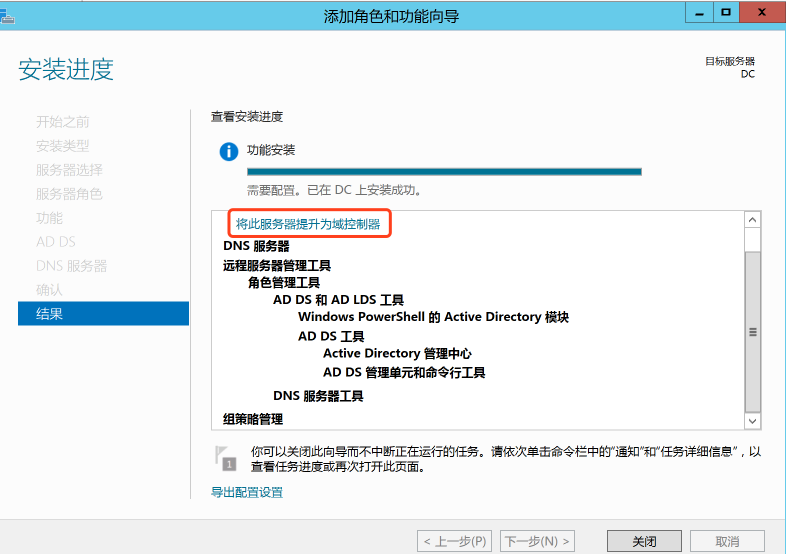 添加角色和功能向导
安装进度
目标服务器
DC
开始之前
安装类型
服务器选择
服务器角色
功能
AD DS
DNS 服务器
确认
结果
查看安装进度
功能安装
需要配置。已在 DC 上安装成功。
将此服务器提升为域控制器
DNS 服务器
远程服务器管理工具
角色管理工具
AD DS 和 AD LDS 工具
Windows PowerShell 的 Active Directory 模块
AD DS 工具
Active Directory 管理中心
AD DS 管理单元和命令行工具
DNS 服务器工具
组策略管理
1
你可以关闭此向导而不中断正在运行的任务。请依次单击命令栏中的"通知"和"任务详细信息"，以
查看任务进度或再次打开此页面。
导出配置设置
< 上一步(P)
下一步(N) >
关闭
取消